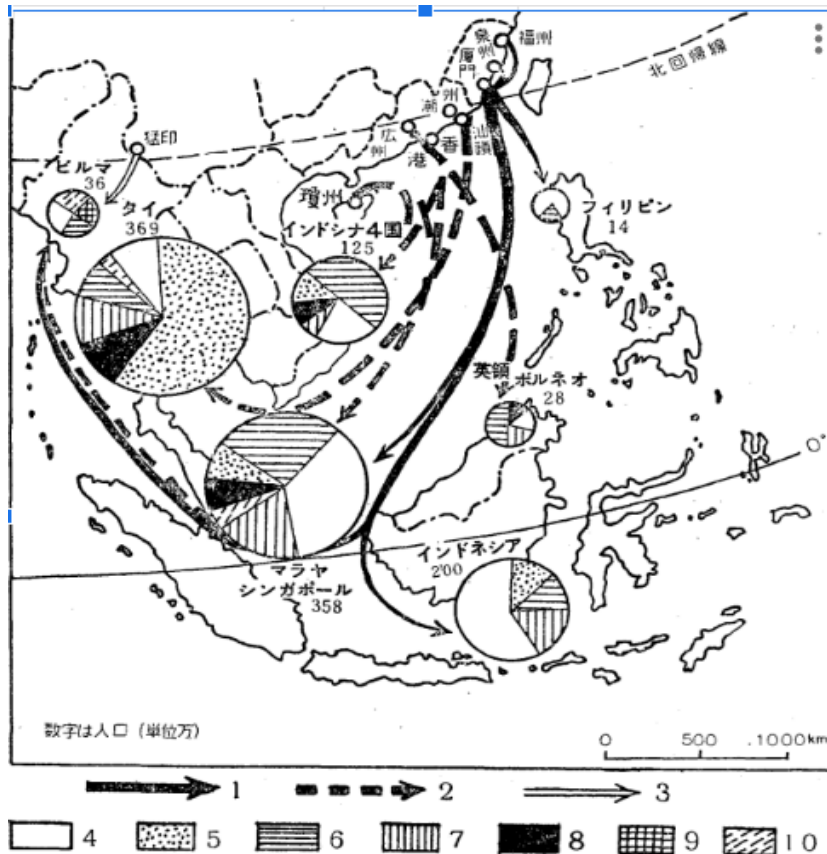 福州
泉州
厦門
北回帰線
潮州
汕頭
広州
香港
猛印
ビルマ
36
タイ
369
瓊州
インドシナ4国
125
フィリピン
14
英領
ボルネオ
28
0°
マラヤ
シンガポール
358
インドネシア
200
数字は人口（単位万）
0 500 1000km
1 2 3
4 5 6 7 8 9 10